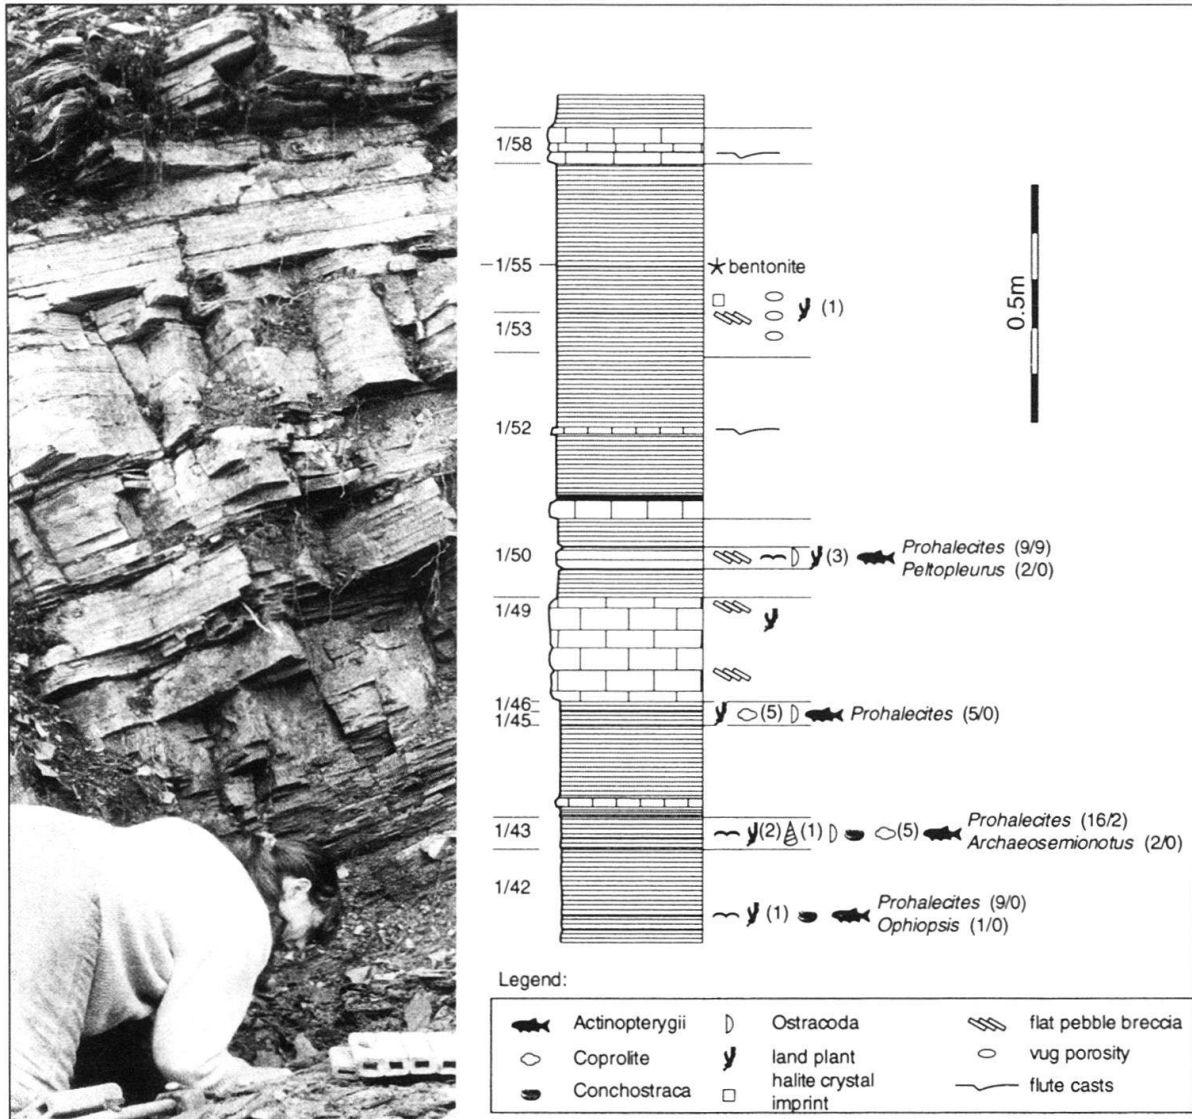 1/58
1/55
bentonite
(1)
1/53
0.5m
1/52
1/50
(3)
Prohalecites (9/9)
Peltopleurus (2/0)
1/49
1/46
1/45
(5)
Prohalecites (5/0)
1/43
(2) (1) (5)
Prohalecites (16/2)
Archaeosemionotus (2/0)
1/42
(1)
Prohalecites (9/0)
Ophiopsis (1/0)
Legend:
Actinopterygii
Coprolite
Conchostraca
Ostracoda
land plant
halite crystal
imprint
flat pebble breccia
vug porosity
flute casts